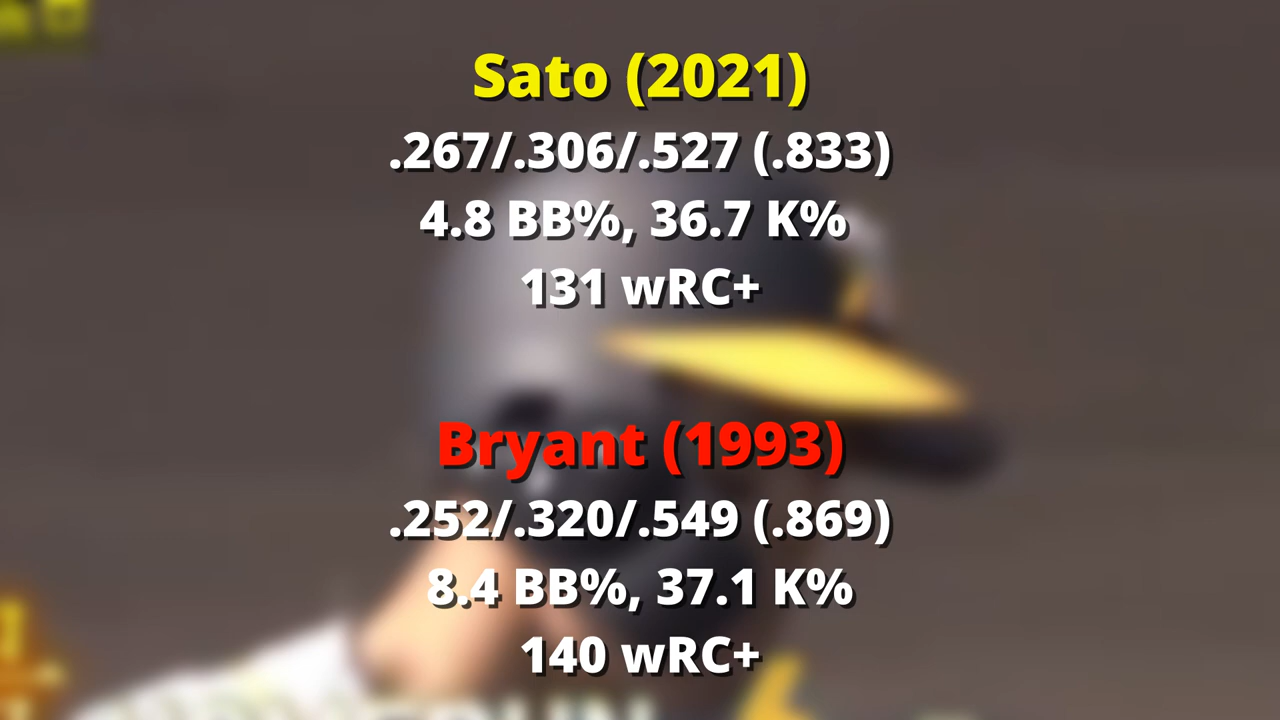 Sato (2021)
.267/.306/.527 (.833)
4.8 BB%, 36.7 K%
131 wRC+
Bryant (1993)
.252/.320/.549 (.869)
8.4 BB%, 37.1 K%
140 wRC+